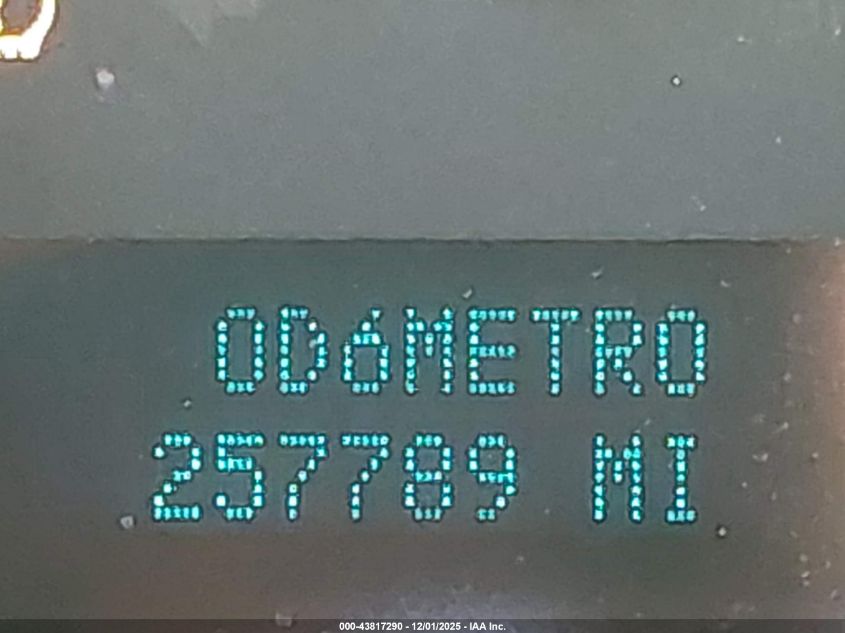 ODóMETRO
257789 MI
000-43817290 - 12/01/2025 - IAA Inc.